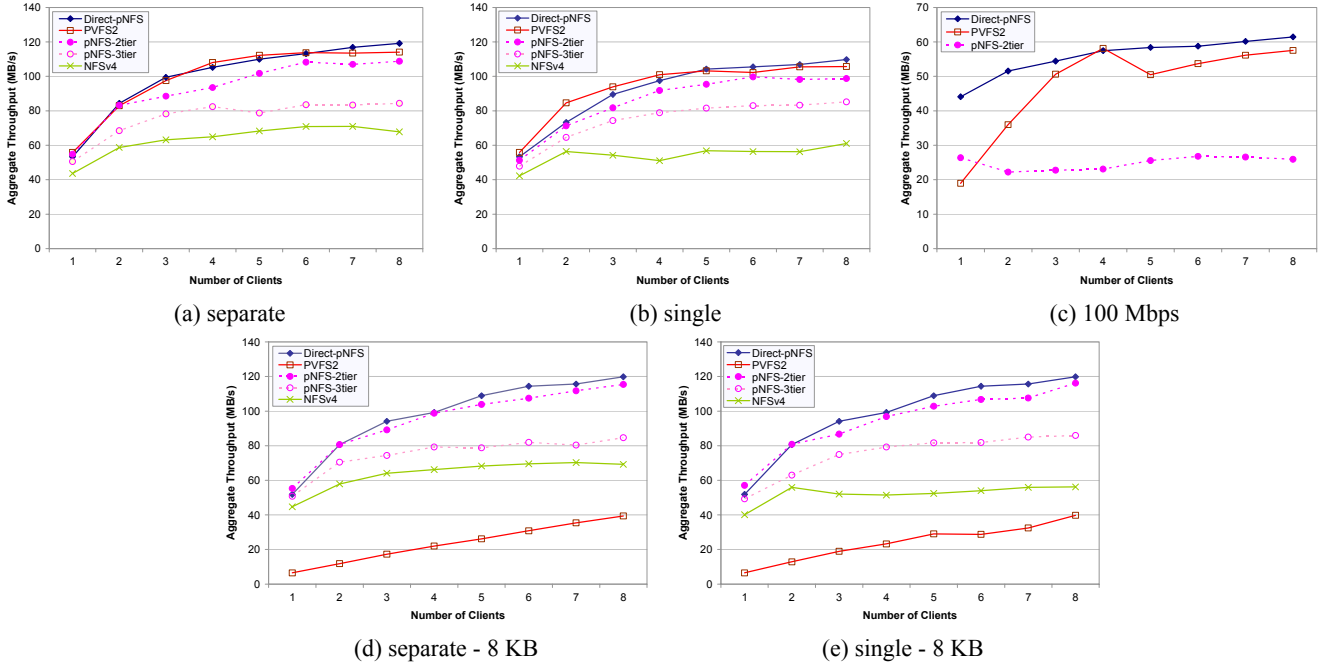 Aggregate Throughput (MB/s)
140
120
100
80
60
40
20
0
Direct-pNFS
PVFS2
pNFS-2tier
pNFS-3tier
NFSv4
1 2 3 4 5 6 7 8
Number of Clients
(a) separate
Aggregate Throughput (MB/s)
140
120
100
80
60
40
20
0
Direct-pNFS
PVFS2
pNFS-2tier
pNFS-3tier
NFSv4
1 2 3 4 5 6 7 8
Number of Clients
(b) single
Aggregate Throughput (MB/s)
70
60
50
40
30
20
10
0
Direct-pNFS
PVFS2
pNFS-2tier
1 2 3 4 5 6 7 8
Number of Clients
(c) 100 Mbps
Aggregate Throughput (MB/s)
140
120
100
80
60
40
20
0
Direct-pNFS
PVFS2
pNFS-2tier
pNFS-3tier
NFSv4
1 2 3 4 5 6 7 8
Number of Clients
(d) separate - 8 KB
Aggregate Throughput (MB/s)
140
120
100
80
60
40
20
0
Direct-pNFS
PVFS2
pNFS-2tier
pNFS-3tier
NFSv4
1 2 3 4 5 6 7 8
Number of Clients
(e) single - 8 KB